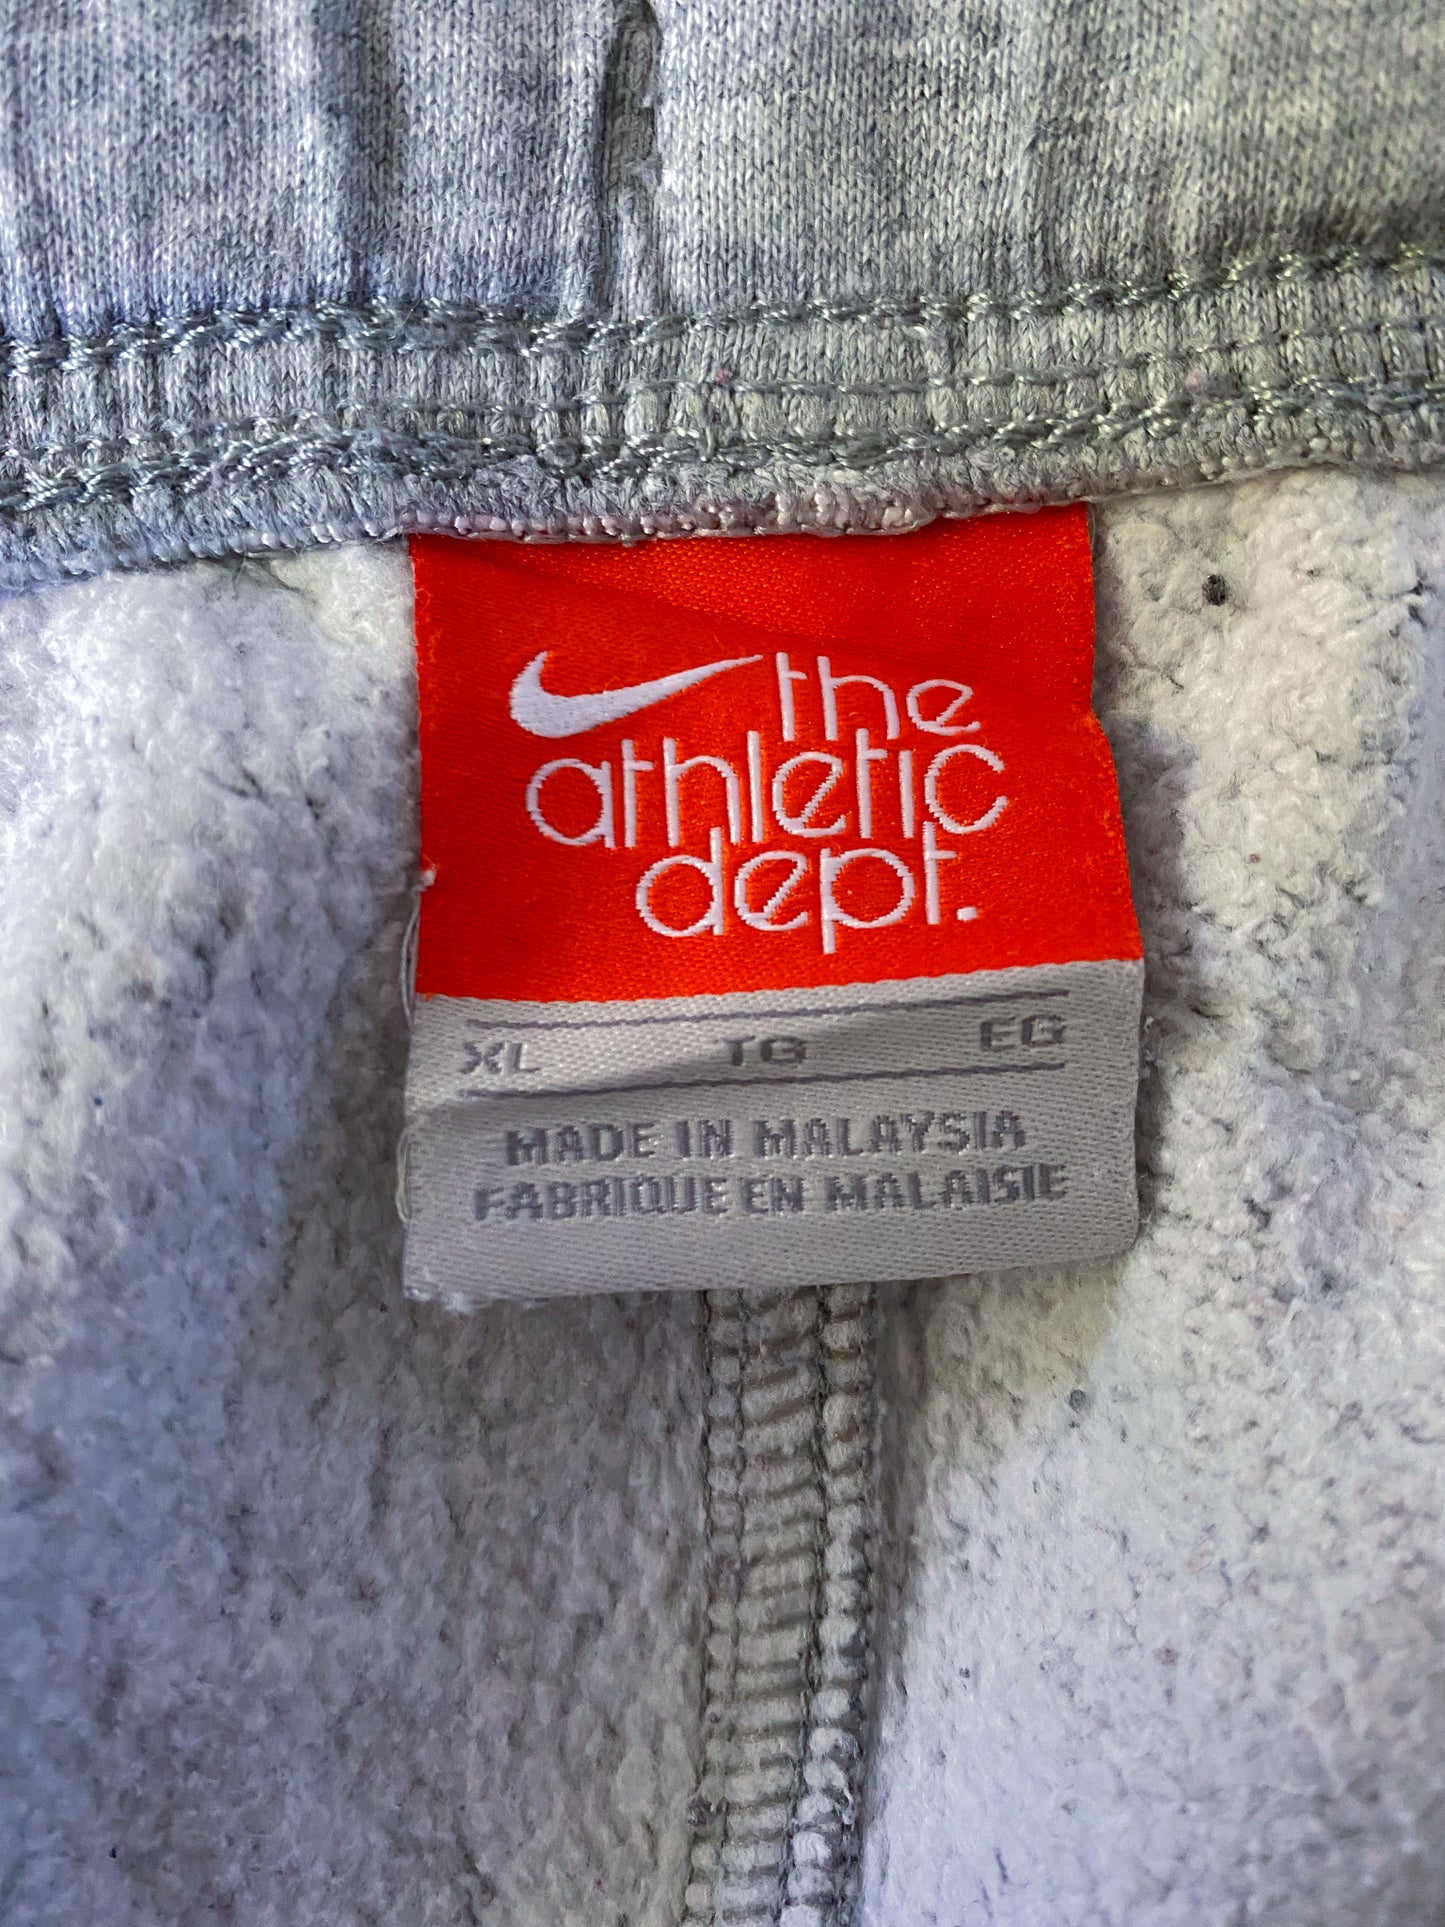 the
athletic
dept.
XL TG EG
MADE IN MALAYSIA
FABRIQUE EN MALAISIE